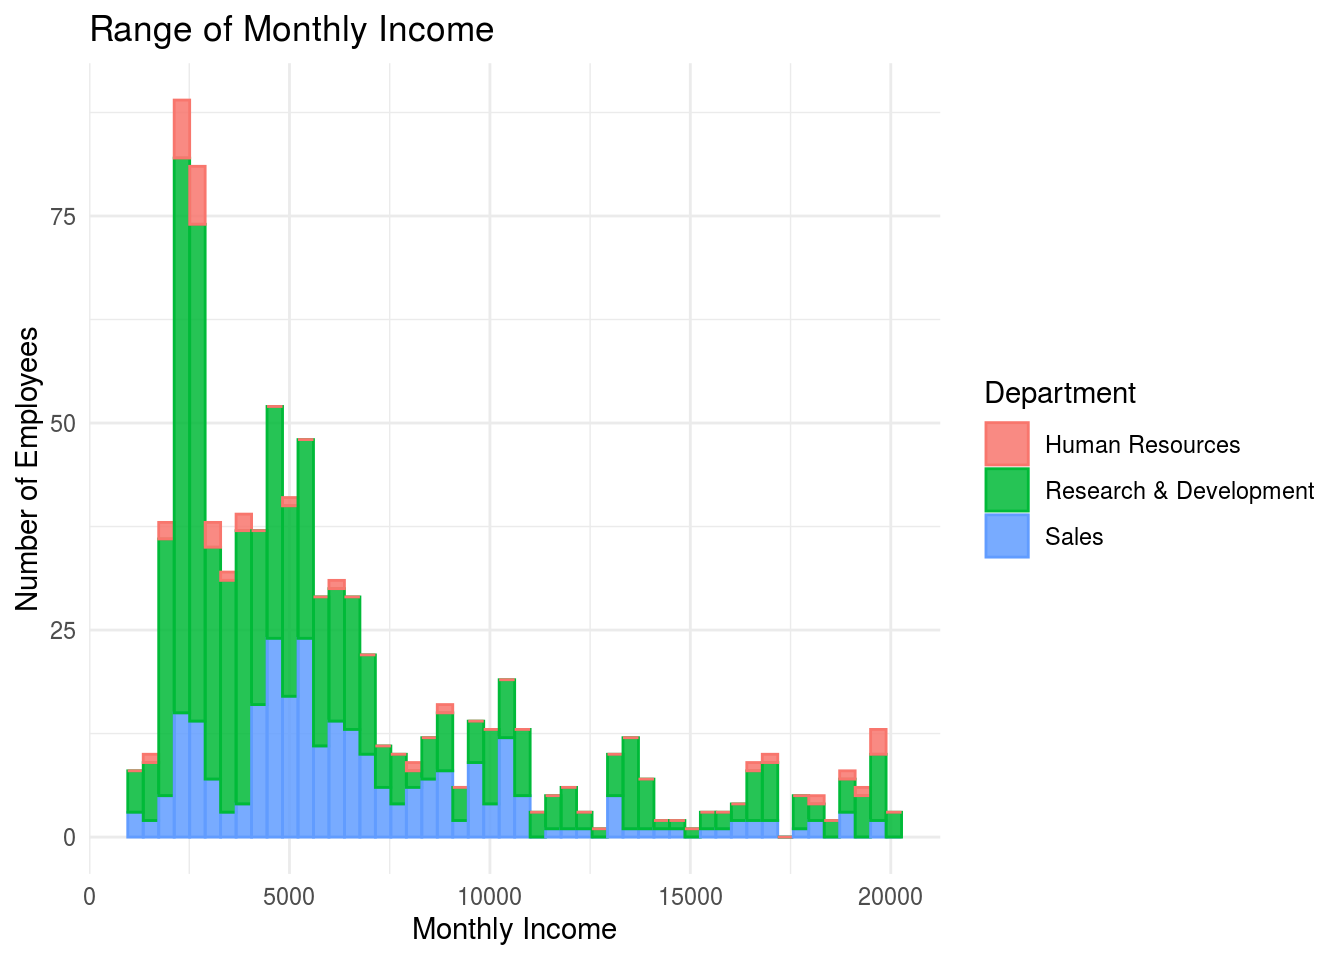 Range of Monthly Income
Number of Employees
75
50
25
0
0
5000
10000
15000
20000
Monthly Income
Department
Human Resources
Research & Development
Sales